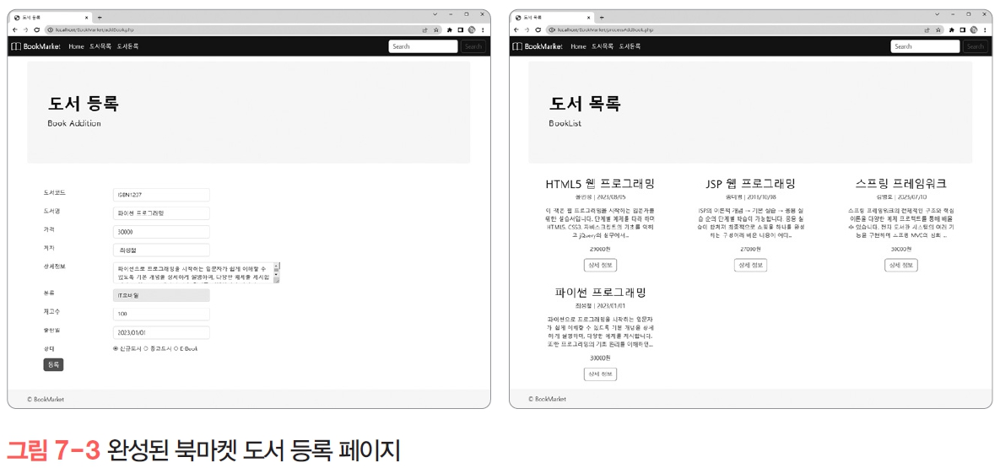 도서 등록
localhost/BookMarket/addBook.php
BookMarket Home 도서목록 도서등록 Search Search
도서 등록
Book Addition
도서코드 ISBN1237
도서명 파이썬 프로그래밍
가격 30000
저자 최성철
상세정보 파이썬으로 프로그래밍을 시작하는 입문자가 쉽게 이해할 수
있도록 기본 개념을 상세하게 설명하며, 다양한 예제를 제시합
분류 IT모바일
재고수 100
출판일 2023/01/01
상태 신규도서 중고도서 E-Book
등록
© BookMarket
도서 목록
localhost/BookMarket/processAddBook.php
BookMarket Home 도서목록 도서등록 Search Search
도서 목록
BookList
HTML5 웹 프로그래밍
2023/03/05
이 책은 웹 프로그래밍을 시작하는 입문자를
위한 실습서입니다. 단계별 예제를 따라 하며
HTML5, CSS3, 자바스크립트의 기초를 익히
고 jQuery의 실무에서...
29000원
상세 정보
JSP 웹 프로그래밍
송미영 | 2011/10/08
JSP의 이론적 개념 → 기본 실습 → 응용 실
습 순의 단계별 학습이 가능합니다. 응용 실
습이 합쳐져 최종적으로 쇼핑몰 하나를 완성
하는 구성이라 배운 내용이 어디...
27000원
상세 정보
스프링 프레임워크
2023/07/10
스프링 프레임워크의 전체적인 구조와 핵심
이론을 다양한 예제 프로젝트를 통해 배울
수 있습니다. 전자 도서관 시스템의 여러 기
능을 구현하며 스프링 MVC의
30000원
상세 정보
파이썬 프로그래밍
최성철 | 2023/01/01
파이썬으로 프로그래밍을 시작하는 입문자
가 쉽게 이해할 수 있도록 기본 개념을 상세
하게 설명하며, 다양한 예제를 제시합니다.
또한 프로그래밍의 기초 원리를 이해하면...
30000원
상세 정보
© BookMarket
그림 7-3 완성된 북마켓 도서 등록 페이지